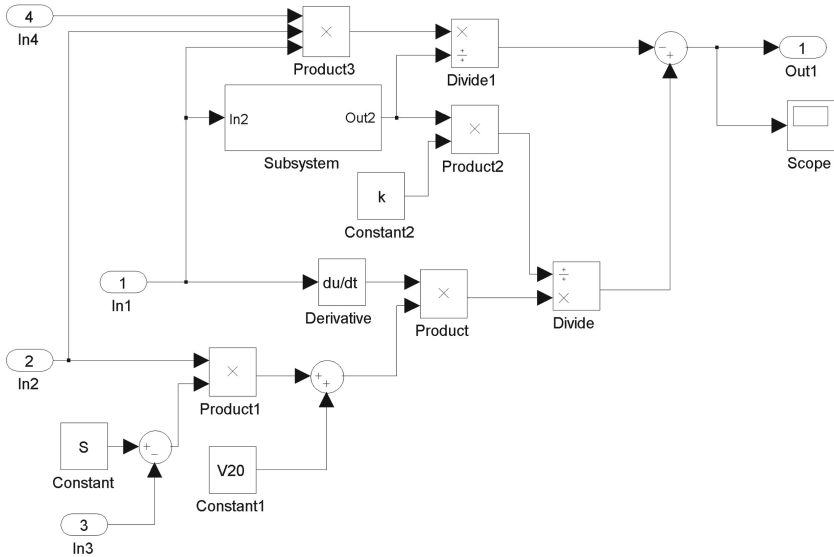 4
In4
×
Product3
×
÷
Divide1
−
+
1
Out1
In2
Out2
Subsystem
×
Product2
Scope
k
Constant2
1
In1
du/dt
Derivative
×
Product
÷
×
Divide
2
In2
×
Product1
+
+
S
Constant
+
−
V20
Constant1
3
In3